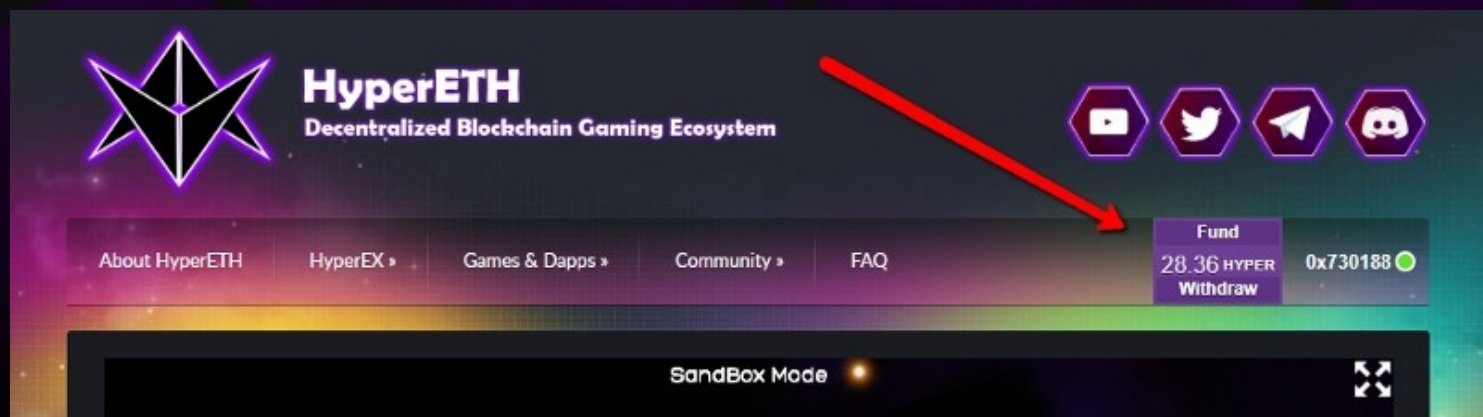 HyperETH
Decentralized Blockchain Gaming Ecosystem
About HyperETH HyperEX » Games & Dapps » Community » FAQ
Fund
28.36 HYPER
Withdraw
0x730188
SandBox Mode